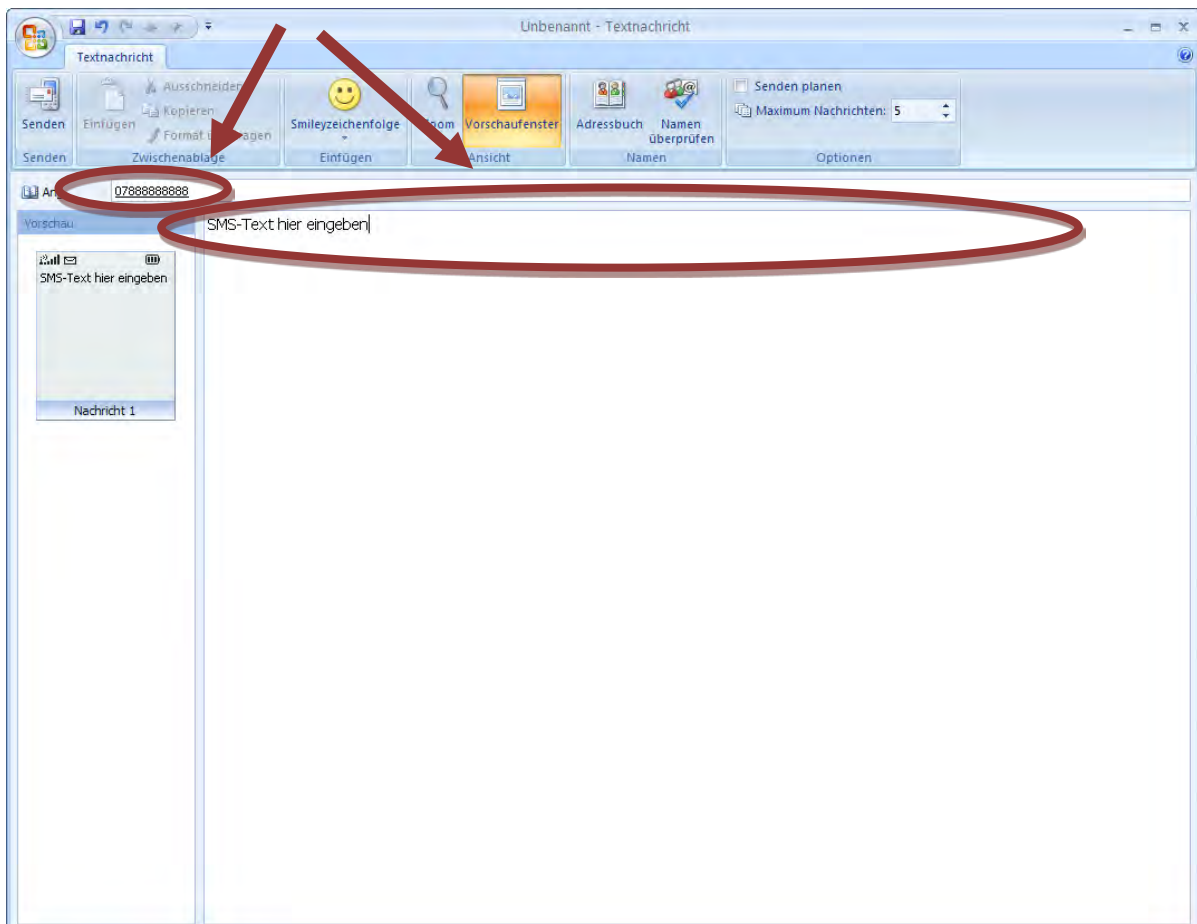 Unbenannt - Textnachricht
Textnachricht
Ausschneiden
Kopieren
Format übertragen
Senden
Einfügen
Smileyzeichenfolge
Zoom
Vorschaufenster
Adressbuch
Namen
überprüfen
Senden planen
Maximum Nachrichten: 5
Senden
Zwischenablage
Einfügen
Ansicht
Namen
Optionen
07888888888
Vorschau
SMS-Text hier eingeben
SMS-Text hier eingeben
Nachricht 1